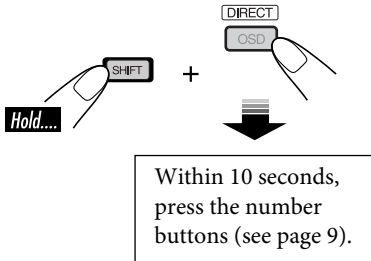 DIRECT
OSD
SHIFT
+
Hold....
Within 10 seconds,
press the number
buttons (see page 9).